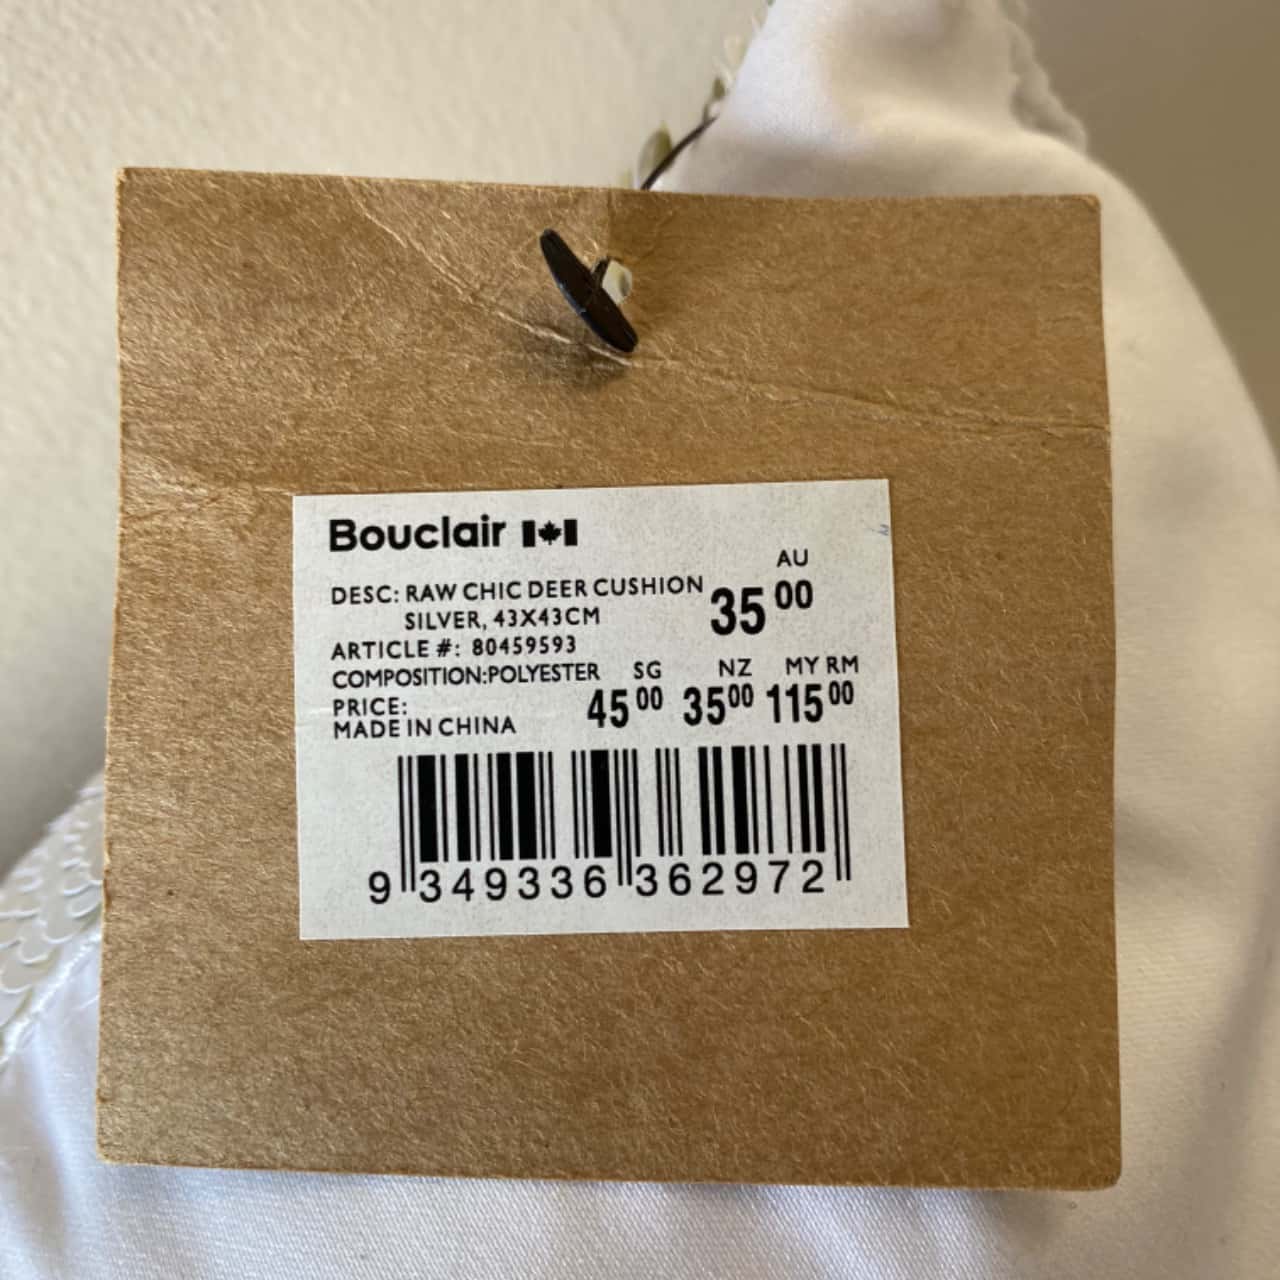 Bouclair
AU
DESC: RAW CHIC DEER CUSHION 35 00
SILVER, 43X43CM
ARTICLE #: 80459593
COMPOSITION:POLYESTER SG NZ MY RM
PRICE: 45 00 35 00 115 00
MADE IN CHINA
9 349336 362972